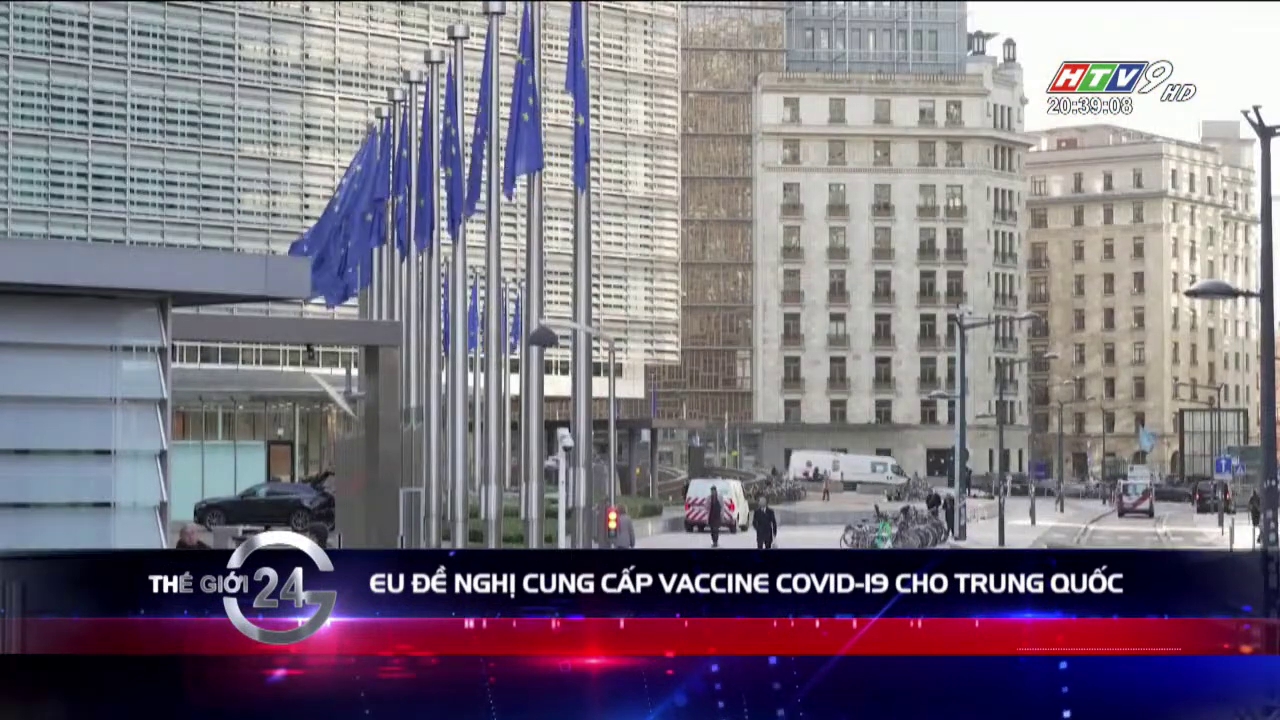 HTV9 HD
20:39:08
THẾ GIỚI 24G
EU ĐỀ NGHỊ CUNG CẤP VACCINE COVID-19 CHO TRUNG QUỐC